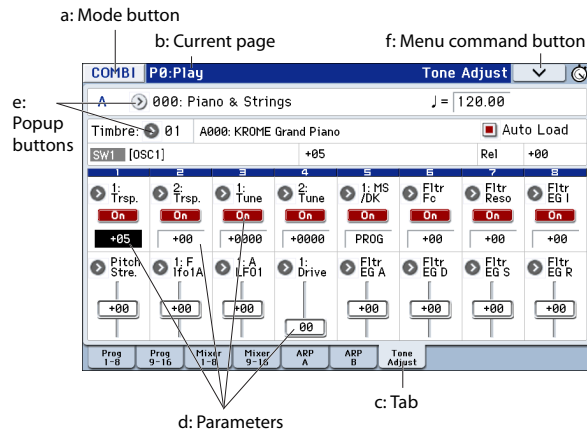 a: Mode button
b: Current page
f: Menu command button
COMBI P0:Play Tone Adjust
e: Popup buttons
A 000: Piano & Strings ♩= 120.00
Timbre: 01 A000: KROME Grand Piano Auto Load
SW1 [OSC1] +05 Rel +00
1 2 3 4 5 6 7 8
1: Trsp. 2: Trsp. 1: Tune 2: Tune 1: MS /DK Fltr Fc Fltr Reso Fltr EG I
On On On On On On On On
+05 +00 +0000 +0000 PROG +00 +00 +00
Pitch Stre. 1: F lfo1A 1: A LFO1 1: Drive Fltr EG A Fltr EG D Fltr EG S Fltr EG R
+00 +00 +00 00 +00 +00 +00 +00
Prog 1-8 Prog 9-16 Mixer 1-8 Mixer 9-16 ARP A ARP B Tone Adjust
c: Tab
d: Parameters